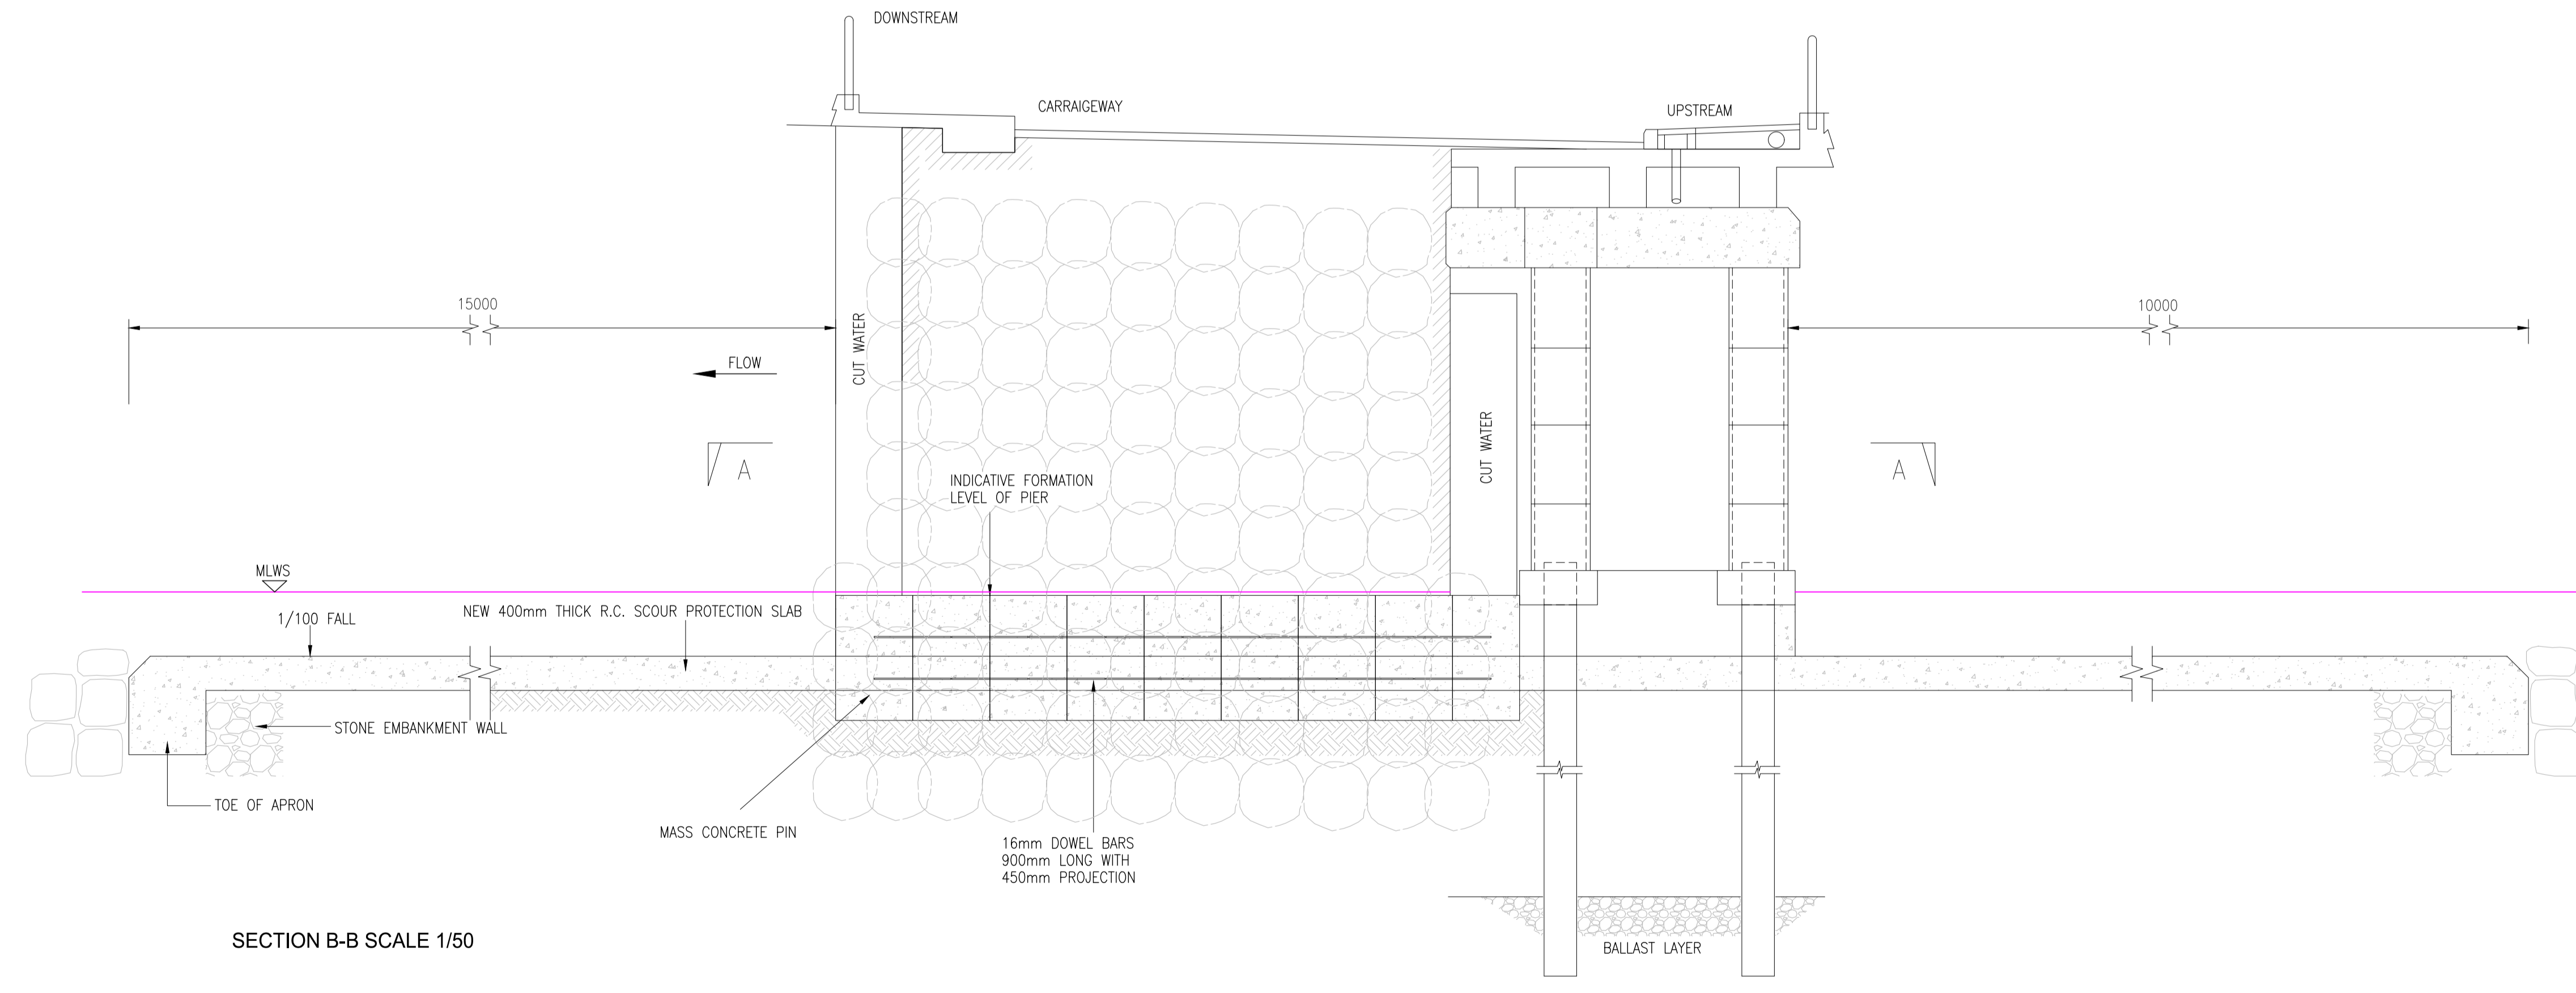 DOWNSTREAM
CARRAIGEWAY
UPSTREAM
15000
10000
CUT WATER
FLOW
CUT WATER
A
A
INDICATIVE FORMATION
LEVEL OF PIER
MLWS
1/100 FALL
NEW 400mm THICK R.C. SCOUR PROTECTION SLAB
STONE EMBANKMENT WALL
TOE OF APRON
MASS CONCRETE PIN
16mm DOWEL BARS
900mm LONG WITH
450mm PROJECTION
SECTION B-B SCALE 1/50
BALLAST LAYER